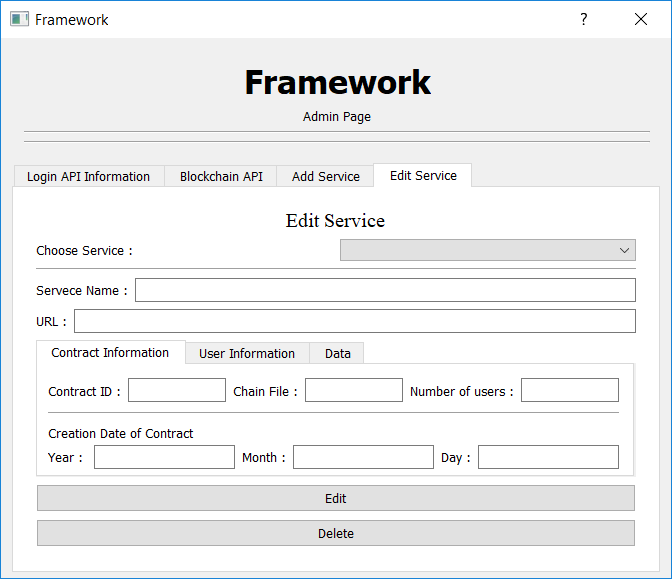 Framework ?
Framework
Admin Page
Login API Information Blockchain API Add Service Edit Service
Edit Service
Choose Service :
Servece Name :
URL :
Contract Information User Information Data
Contract ID : Chain File : Number of users :
Creation Date of Contract
Year : Month : Day :
Edit
Delete